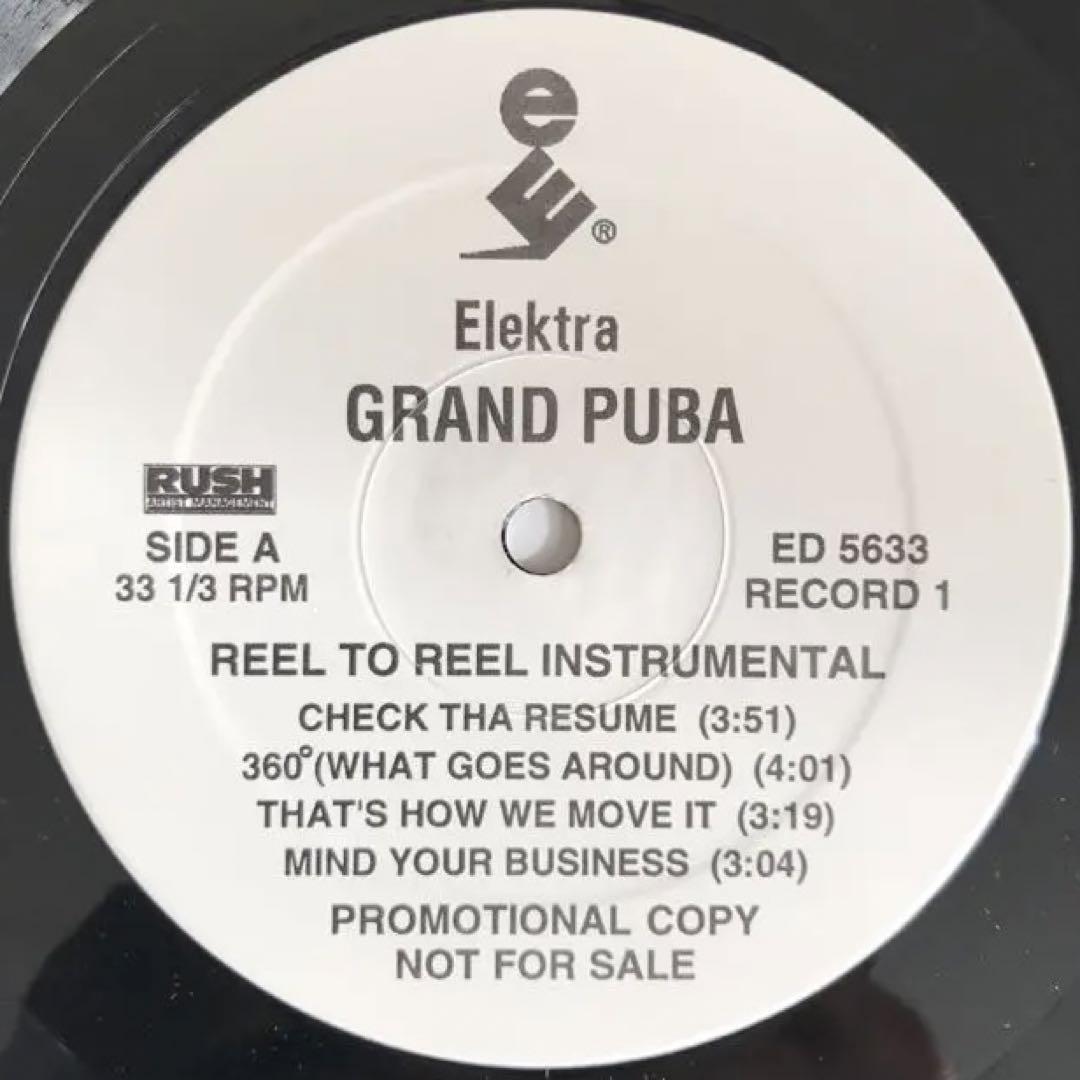 e
E®
Elektra
GRAND PUBA
RUSH
ARTIST MANAGEMENT
SIDE A
33 1/3 RPM
ED 5633
RECORD 1
REEL TO REEL INSTRUMENTAL
CHECK THA RESUME (3:51)
360°(WHAT GOES AROUND) (4:01)
THAT'S HOW WE MOVE IT (3:19)
MIND YOUR BUSINESS (3:04)
PROMOTIONAL COPY
NOT FOR SALE